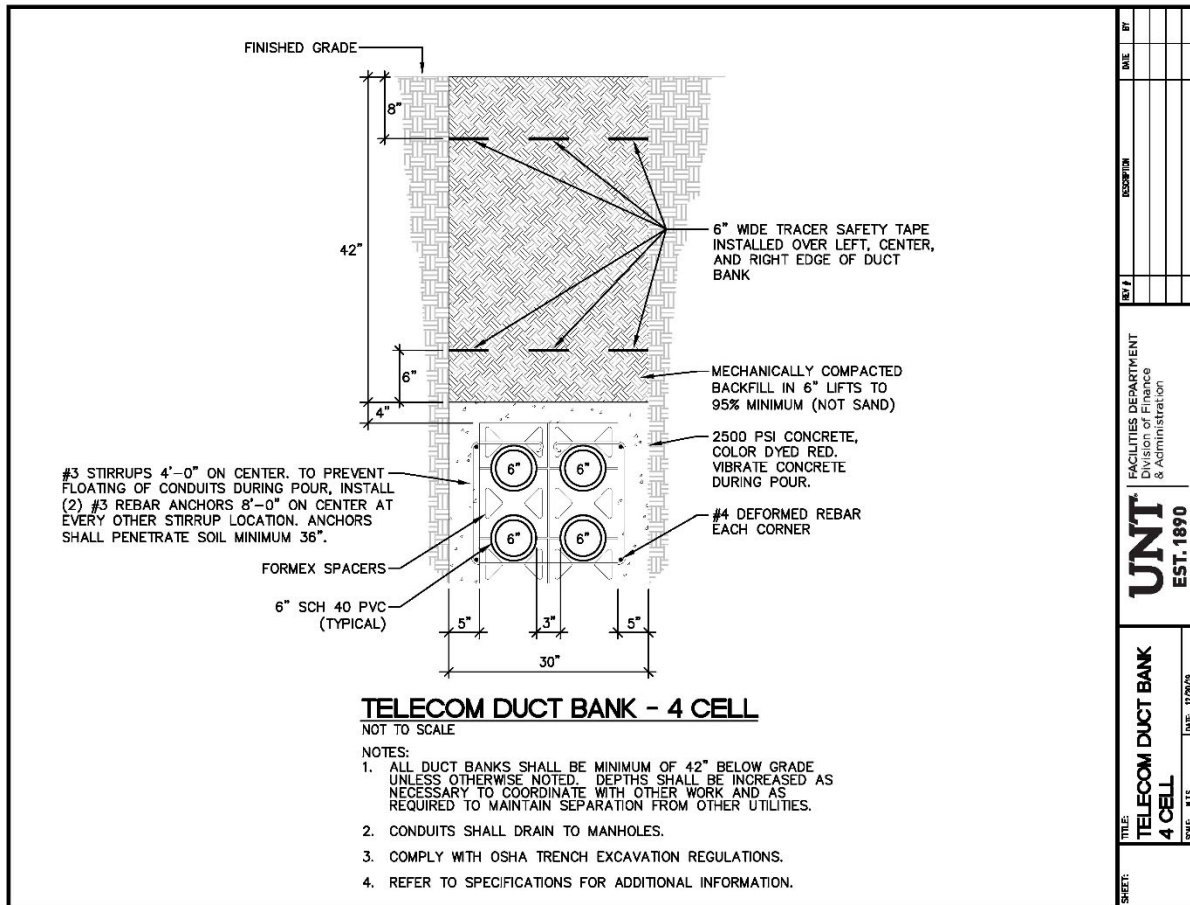 FINISHED GRADE
8"
42"
6" WIDE TRACER SAFETY TAPE
INSTALLED OVER LEFT, CENTER,
AND RIGHT EDGE OF DUCT
BANK
6"
MECHANICALLY COMPACTED
BACKFILL IN 6" LIFTS TO
95% MINIMUM (NOT SAND)
4"
2500 PSI CONCRETE,
COLOR DYED RED.
VIBRATE CONCRETE
DURING POUR.
#3 STIRRUPS 4'-0" ON CENTER. TO PREVENT
FLOATING OF CONDUITS DURING POUR, INSTALL
(2) #3 REBAR ANCHORS 8'-0" ON CENTER AT
EVERY OTHER STIRRUP LOCATION. ANCHORS
SHALL PENETRATE SOIL MINIMUM 36".
6" 6"
6" 6"
#4 DEFORMED REBAR
EACH CORNER
FORMEX SPACERS
6" SCH 40 PVC
(TYPICAL)
5" 3" 5"
30"
TELECOM DUCT BANK - 4 CELL
NOT TO SCALE
NOTES:
1. ALL DUCT BANKS SHALL BE MINIMUM OF 42" BELOW GRADE
UNLESS OTHERWISE NOTED. DEPTHS SHALL BE INCREASED AS
NECESSARY TO COORDINATE WITH OTHER WORK AND AS
REQUIRED TO MAINTAIN SEPARATION FROM OTHER UTILITIES.
2. CONDUITS SHALL DRAIN TO MANHOLES.
3. COMPLY WITH OSHA TRENCH EXCAVATION REGULATIONS.
4. REFER TO SPECIFICATIONS FOR ADDITIONAL INFORMATION.
REV # DESCRIPTION DATE BY
UNT
EST. 1890
FACILITIES DEPARTMENT
Division of Finance
& Administration
TITLE:
TELECOM DUCT BANK
4 CELL
DATE:
SHEET: